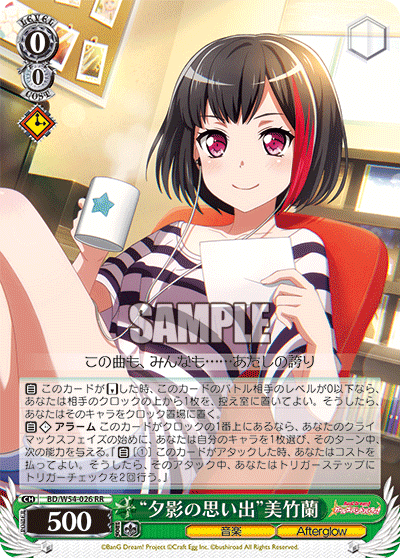 LEVEL
0
0
COST
SAMPLE
この曲も、みんなも……あたしの誇り
【自】 このカードが【リバース】した時、このカードのバトル相手のレベルが0以下なら、
あなたは相手のクロックの上から1枚を、控え室に置いてよい。そうしたら、
あなたはそのキャラをクロック置場に置く。
【自】 アラーム このカードがクロックの1番上にあるなら、あなたのクライ
マックスフェイズの始めに、あなたは自分のキャラを1枚選び、そのターン中、
次の能力を与える。『【自】［①］ このカードがアタックした時、あなたはコストを
払ってよい。そうしたら、そのアタック中、あなたはトリガーステップにト
リガーチェックを2回行う。』
CH BD/W54-026 RR
500
“夕影の思い出”美竹蘭
音楽
Afterglow
©BanG Dream! Project ©Craft Egg Inc. ©bushiroad All Rights Reserved.